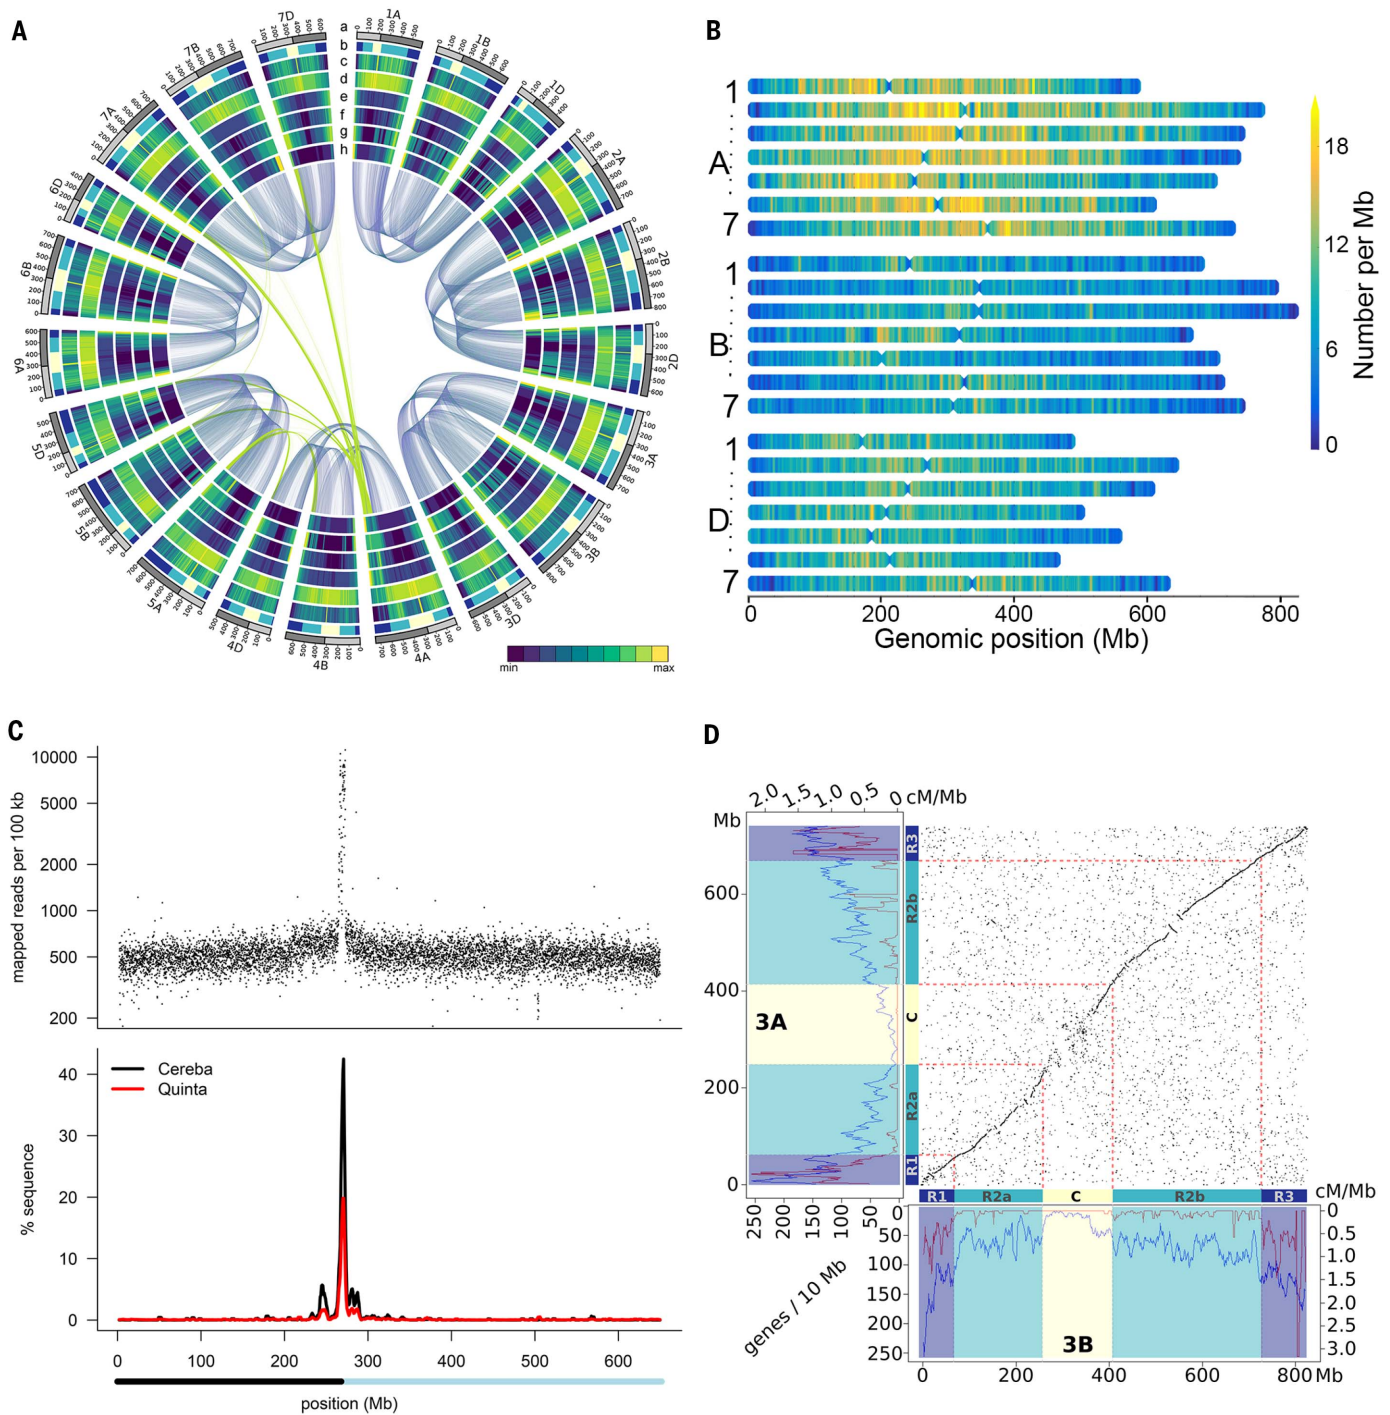 A
a
b
c
d
e
f
g
h
1A
1B
1D
2A
2B
2D
3A
3B
3D
4A
4B
4D
5A
5B
5D
6A
6B
6D
7A
7B
7D
min max
B
1
A
7
1
B
7
1
D
7
0 200 400 600 800
Genomic position (Mb)
18
12
6
0
Number per Mb
C
10000
5000
2000
1000
500
200
mapped reads per 100 kb
Cereba
Quinta
40
30
20
10
0
% sequence
0 100 200 300 400 500 600
position (Mb)
D
2.0 1.5 1.0 0.5 0 cM/Mb
Mb
600
400
200
0
3A
R3
R2b
C
R2a
R1
250 200 150 100 50
genes / 10 Mb
R1 R2a C R2b R3 cM/Mb
0
50
100
150
200
250
3B
0
0.5
1.0
1.5
2.0
2.5
3.0
0 200 400 600 800 Mb